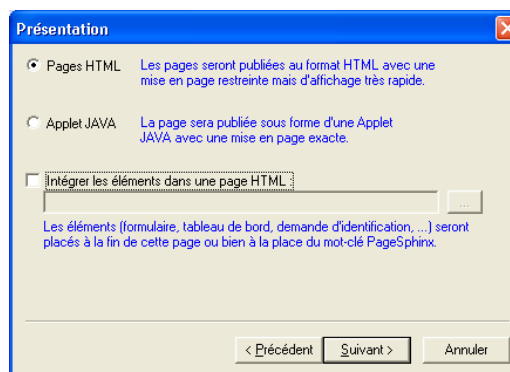 Présentation
Pages HTML
Les pages seront publiées au format HTML avec une
mise en page restreinte mais d'affichage très rapide.
Applet JAVA
La page sera publiée sous forme d'une Applet
JAVA avec une mise en page exacte.
Intégrer les éléments dans une page HTML :
...
Les éléments (formulaire, tableau de bord, demande d'identification, ...) seront
placés à la fin de cette page ou bien à la place du mot-clé PageSphinx.
< Précédent Suivant > Annuler